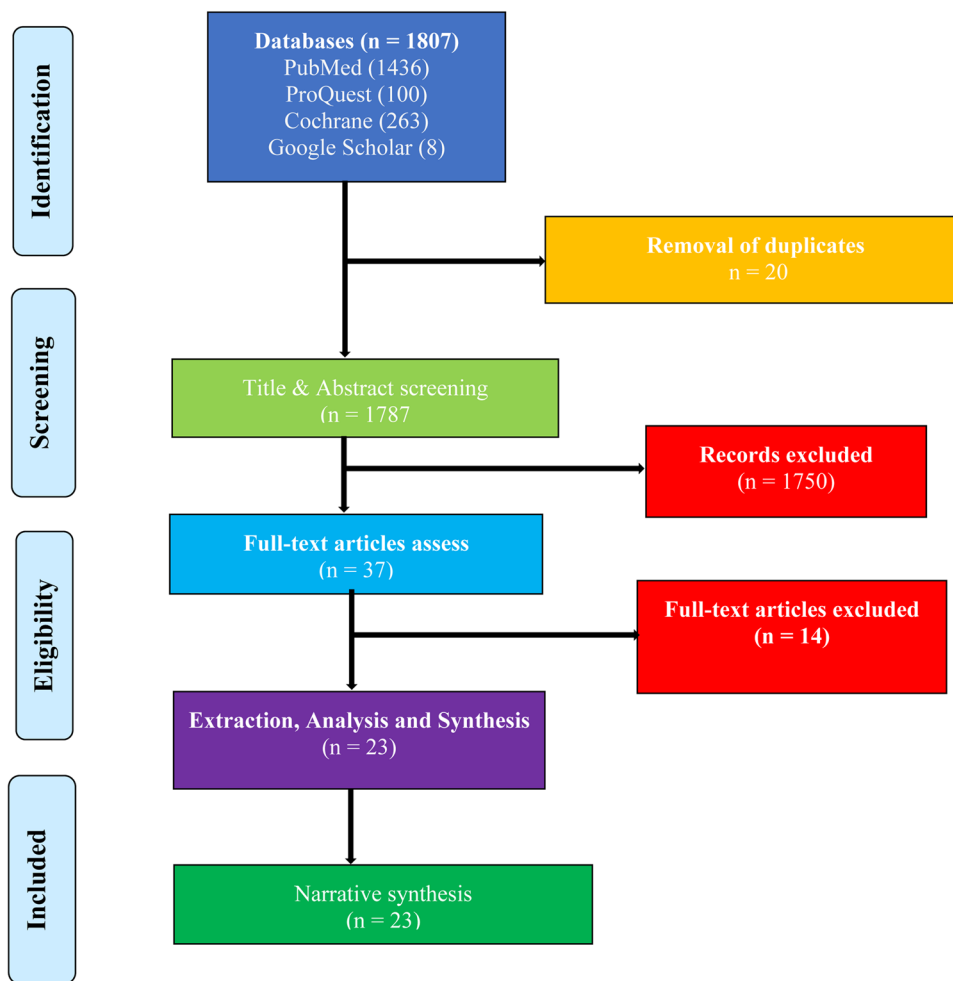 Identification
Databases (n = 1807)
PubMed (1436)
ProQuest (100)
Cochrane (263)
Google Scholar (8)
Removal of duplicates
n = 20
Screening
Title & Abstract screening
(n = 1787
Records excluded
(n = 1750)
Eligibility
Full-text articles assess
(n = 37)
Full-text articles excluded
(n = 14)
Extraction, Analysis and Synthesis
(n = 23)
Included
Narrative synthesis
(n = 23)